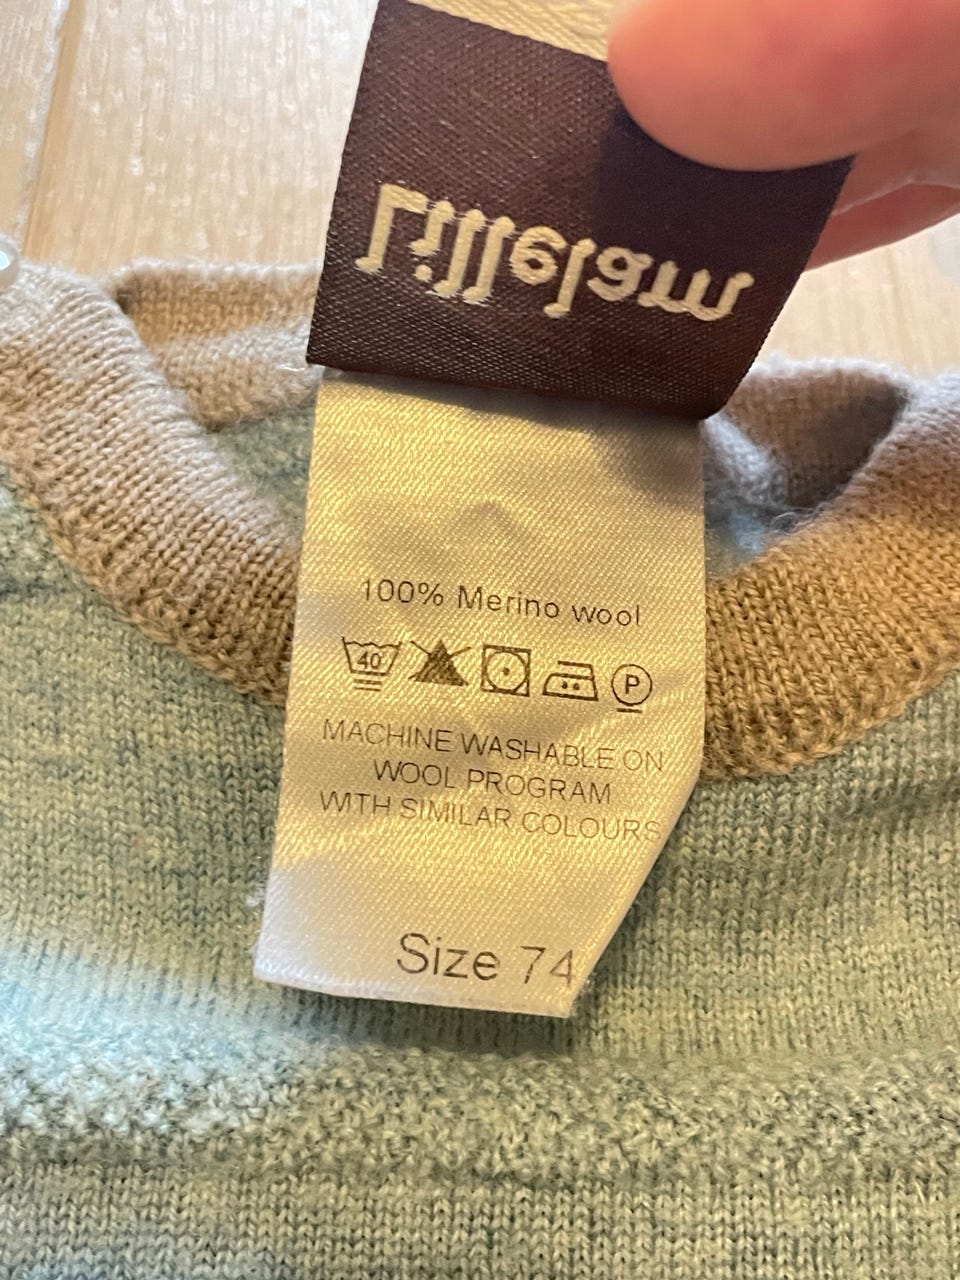 Lillelam
100% Merino wool
40 P
MACHINE WASHABLE ON
WOOL PROGRAM
WITH SIMILAR COLOURS
Size 74